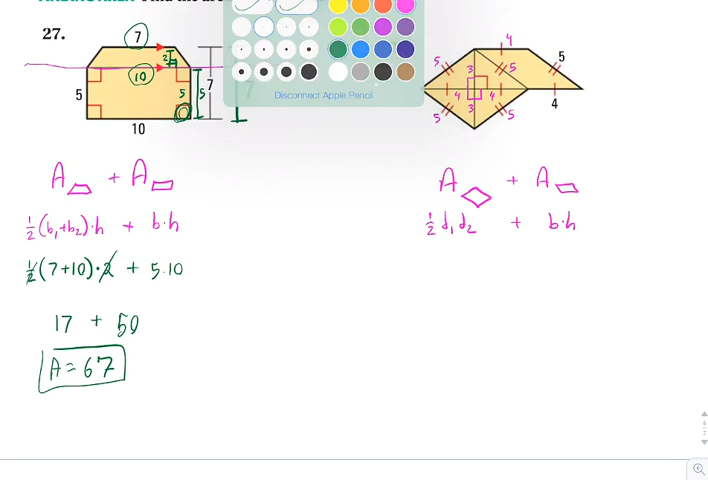 27.
7
2
10
5
5
5
7
10
Disconnect Apple Pencil
4
5
5
3
5
4
4
4
3
5
5
A + A
½(b₁+b₂)·h + b·h
½(7+10)·2 + 5·10
17 + 50
A = 67
A + A
½d₁d₂ + b·h
6
7